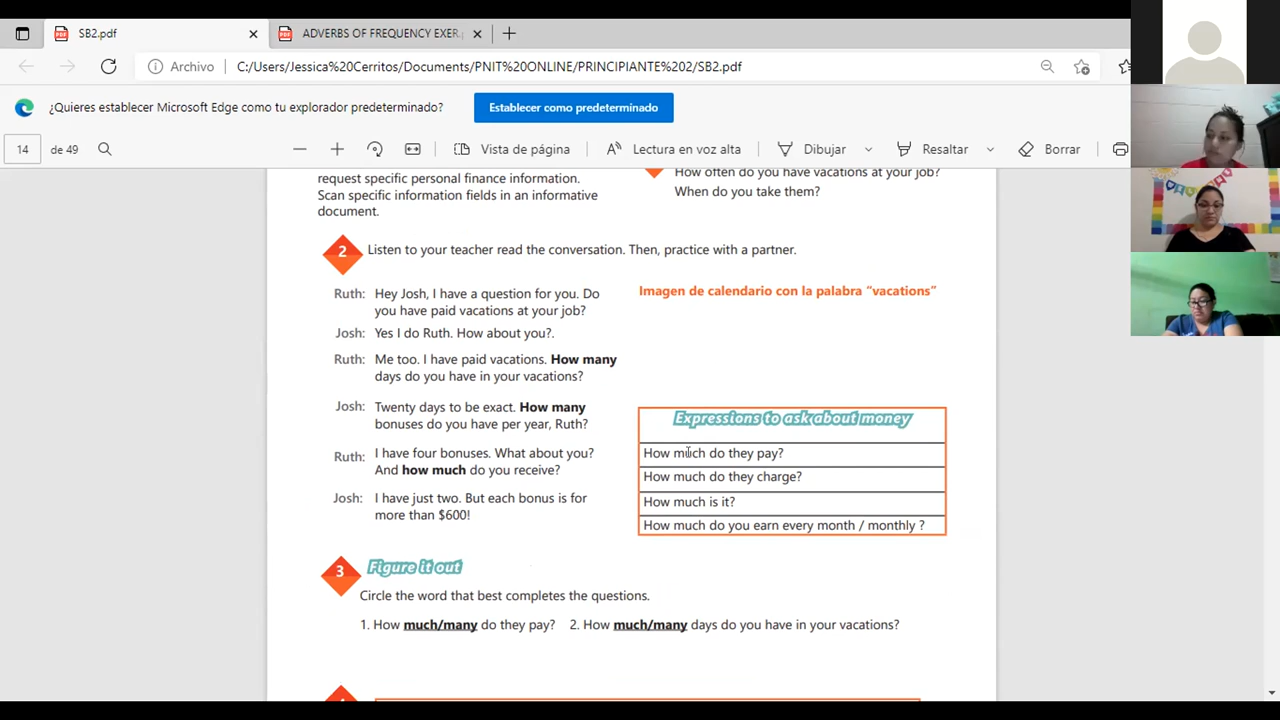 SB2.pdf
ADVERBS OF FREQUENCY EXER.
Archivo
C:/Users/Jessica%20Cerritos/Documents/PNIT%20ONLINE/PRINCIPIANTE%202/SB2.pdf
¿Quieres establecer Microsoft Edge como tu explorador predeterminado?
Establecer como predeterminado
14 de 49
Vista de página
Lectura en voz alta
Dibujar
Resaltar
Borrar
request specific personal finance information.
Scan specific information fields in an informative
document.
How often do you have vacations at your job?
When do you take them?
2 Listen to your teacher read the conversation. Then, practice with a partner.
Ruth: Hey Josh, I have a question for you. Do
you have paid vacations at your job?
Josh: Yes I do Ruth. How about you?.
Ruth: Me too. I have paid vacations. How many
days do you have in your vacations?
Josh: Twenty days to be exact. How many
bonuses do you have per year, Ruth?
Ruth: I have four bonuses. What about you?
And how much do you receive?
Josh: I have just two. But each bonus is for
more than $600!
Imagen de calendario con la palabra “vacations”
Expressions to ask about money
How much do they pay?
How much do they charge?
How much is it?
How much do you earn every month / monthly ?
3 Figure it out
Circle the word that best completes the questions.
1. How much/many do they pay? 2. How much/many days do you have in your vacations?